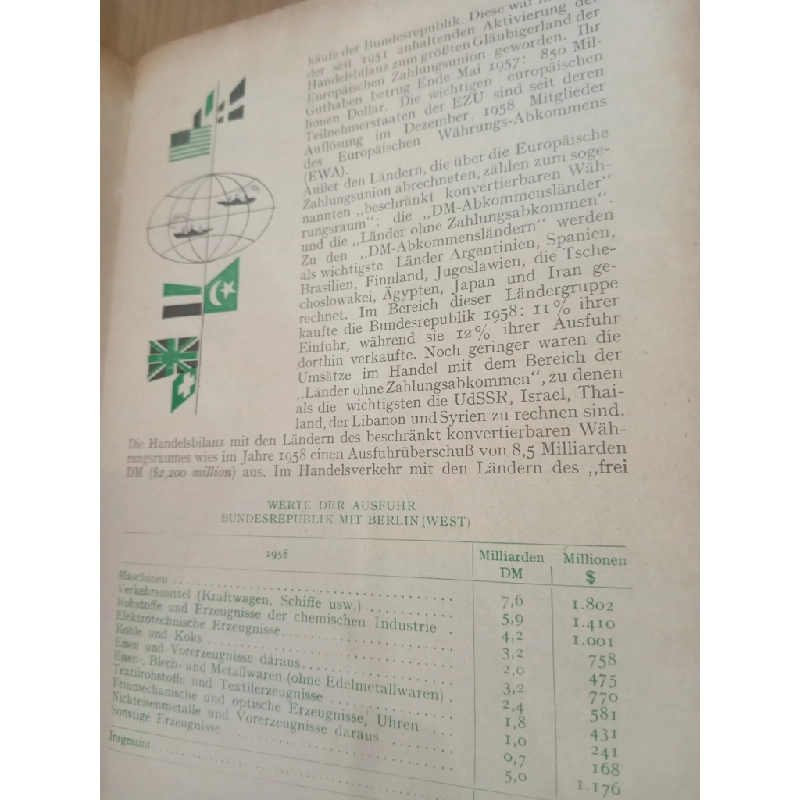 käufe der Bundesrepublik. Diese war
der seit 1951 anhaltenden Aktivierung der
Handelsbilanz zum größten Gläubigerland der
Europäischen Zahlungsunion geworden. Ihr
Guthaben betrug Ende Mai 1957: 850 Mil-
lionen Dollar. Die wichtigen europäischen
Teilnehmerstaaten der EZU sind seit deren
Auflösung im Dezember 1958 Mitglieder
des Europäischen Währungs-Abkommens
(EWA).
Außer den Ländern, die über die Europäische
Zahlungsunion abrechneten, zählen zum soge-
nannten „beschränkt konvertierbaren Wäh-
rungsraum“: die „DM-Abkommensländer“
und die „Länder ohne Zahlungsabkommen“.
Zu den „DM-Abkommensländern“ werden
als wichtigste Länder Argentinien, Spanien,
Brasilien, Finnland, Jugoslawien, die Tsche-
choslowakei, Ägypten, Japan und Iran ge-
rechnet. Im Bereich dieser Ländergruppe
kaufte die Bundesrepublik 1958: 11% ihrer
Einfuhr, während sie 12% ihrer Ausfuhr
dorthin verkaufte. Noch geringer waren die
Umsätze im Handel mit dem Bereich der
„Länder ohne Zahlungsabkommen“, zu denen
als die wichtigsten die UdSSR, Israel, Thai-
land, der Libanon und Syrien zu rechnen sind.
Die Handelsbilanz mit den Ländern des beschränkt konvertierbaren Wäh-
rungsraumes wies im Jahre 1958 einen Ausfuhrüberschuß von 8,5 Milliarden
DM ($2,200 million) aus. Im Handelsverkehr mit den Ländern des „frei
WERTE DER AUSFUHR
BUNDESREPUBLIK MIT BERLIN (WEST)
1958 Milliarden DM Millionen $
Maschinen 7,6 1.802
Verkehrsmittel (Kraftwagen, Schiffe usw.) 5,9 1.410
Rohstoffe und Erzeugnisse der chemischen Industrie 4,2 1.001
Elektrotechnische Erzeugnisse 3,2 758
Kohle und Koks 2,0 475
Eisen und Vorerzeugnisse daraus 3,2 770
Eisen-, Blech- und Metallwaren (ohne Edelmetallwaren) 2,4 581
Textilrohstoffe und Textilerzeugnisse 1,8 431
Feinmechanische und optische Erzeugnisse, Uhren 1,0 241
Nichteisenmetalle und Vorerzeugnisse daraus 0,7 168
Sonstige Erzeugnisse 5,0 1.176
Insgesamt